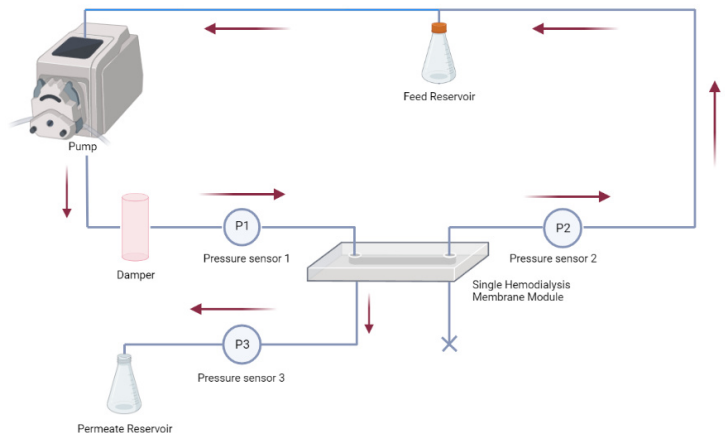 Feed Reservoir
Pump
P1
P2
Pressure sensor 1
Pressure sensor 2
Damper
Single Hemodialysis
Membrane Module
P3
Pressure sensor 3
Permeate Reservoir